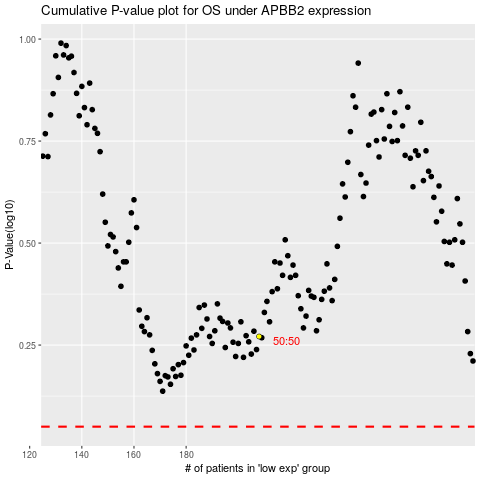 Cumulative P-value plot for OS under APBB2 expression
1.00
0.75
0.50
0.25
P-Value(log10)
50:50
120 140 160 180
# of patients in 'low exp' group